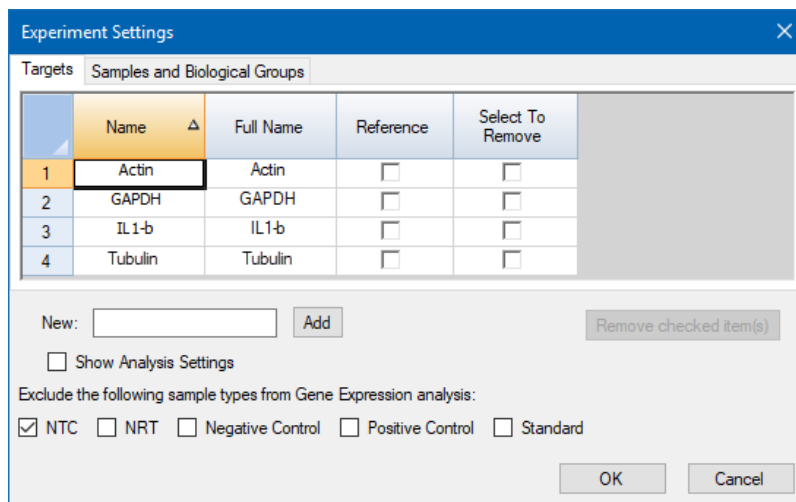 Experiment Settings
Targets Samples and Biological Groups
Name Full Name Reference Select To
Remove
1 Actin Actin
2 GAPDH GAPDH
3 IL1-b IL1-b
4 Tubulin Tubulin
New: Add Remove checked item(s)
Show Analysis Settings
Exclude the following sample types from Gene Expression analysis:
NTC NRT Negative Control Positive Control Standard
OK Cancel